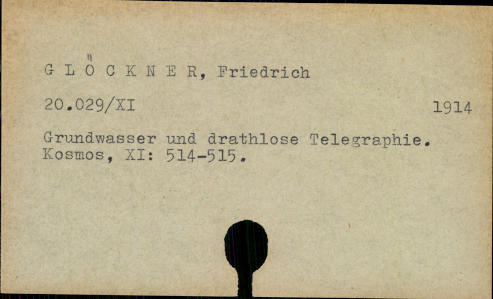 G L Ö C K N E R, Friedrich
20.029/XI 1914
Grundwasser und drathlose Telegraphie.
Kosmos, XI: 514-515.